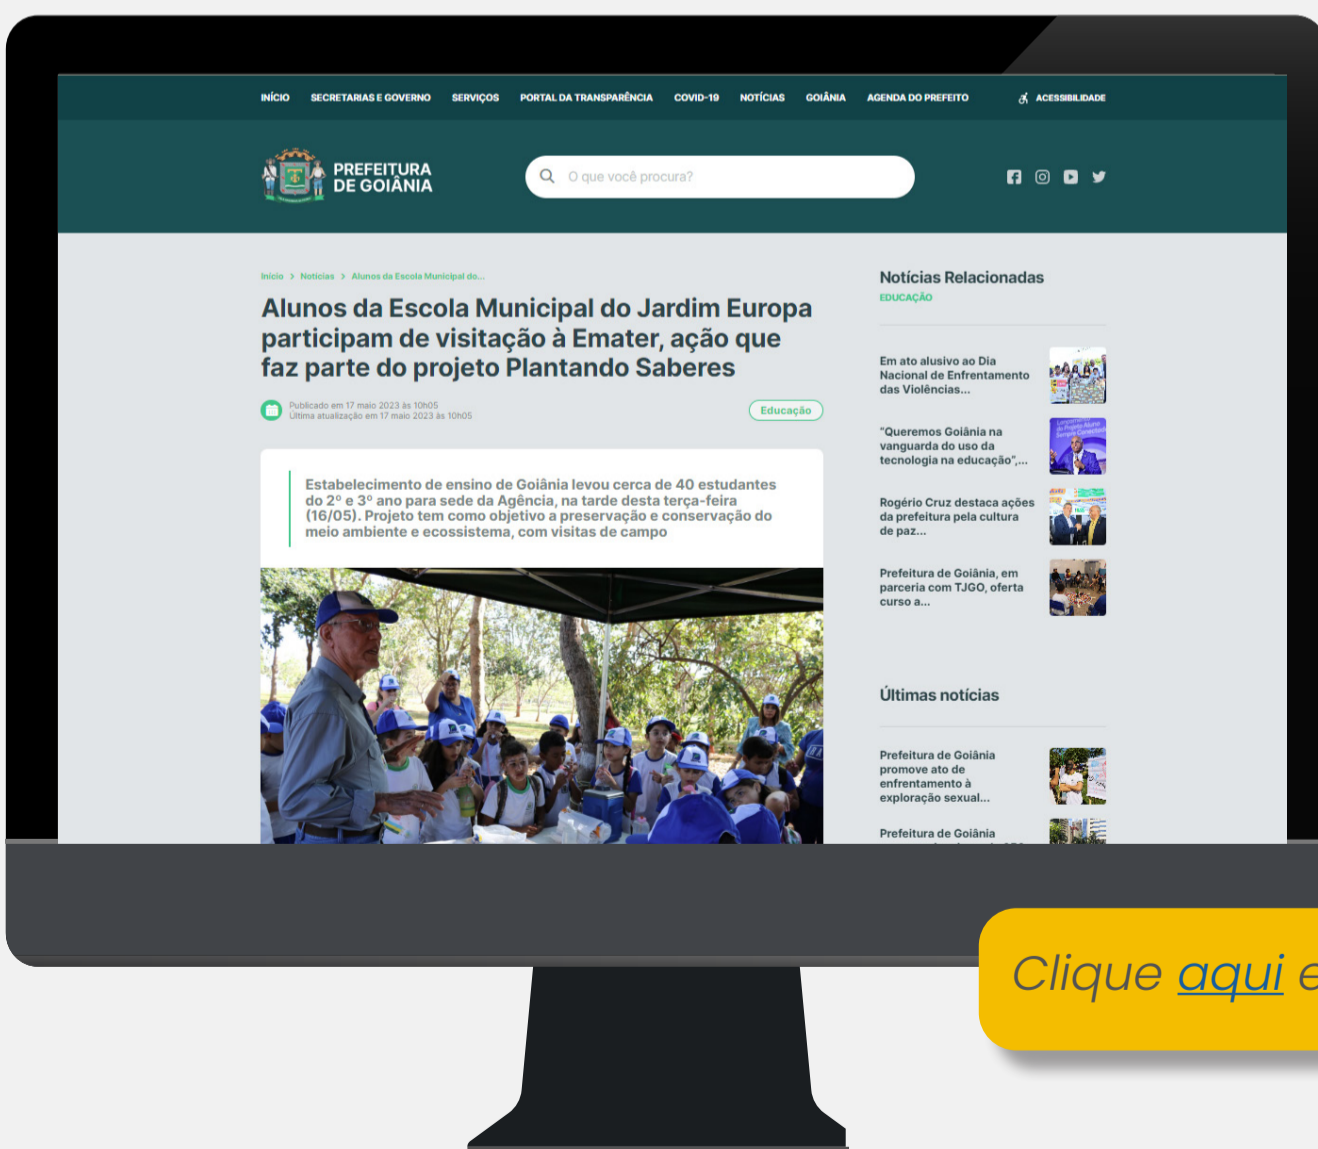 INÍCIO SECRETARIAS E GOVERNO SERVIÇOS PORTAL DA TRANSPARÊNCIA COVID-19 NOTÍCIAS GOIÂNIA AGENDA DO PREFEITO ACESSIBILIDADE
PREFEITURA
DE GOIÂNIA
O que você procura?
Início > Notícias > Alunos da Escola Municipal do...
Alunos da Escola Municipal do Jardim Europa
participam de visitação à Emater, ação que
faz parte do projeto Plantando Saberes
Publicado em 17 maio 2023 às 10h05
Última atualização em 17 maio 2023 às 10h05
Educação
Estabelecimento de ensino de Goiânia levou cerca de 40 estudantes
do 2º e 3º ano para sede da Agência, na tarde desta terça-feira
(16/05). Projeto tem como objetivo a preservação e conservação do
meio ambiente e ecossistema, com visitas de campo
Notícias Relacionadas
EDUCAÇÃO
Em ato alusivo ao Dia
Nacional de Enfrentamento
das Violências...
"Queremos Goiânia na
vanguarda do uso da
tecnologia na educação",...
Rogério Cruz destaca ações
da prefeitura pela cultura
de paz...
Prefeitura de Goiânia, em
parceria com TJGO, oferta
curso a...
Últimas notícias
Prefeitura de Goiânia
promove ato de
enfrentamento à
exploração sexual...
Prefeitura de Goiânia
Clique aqui e